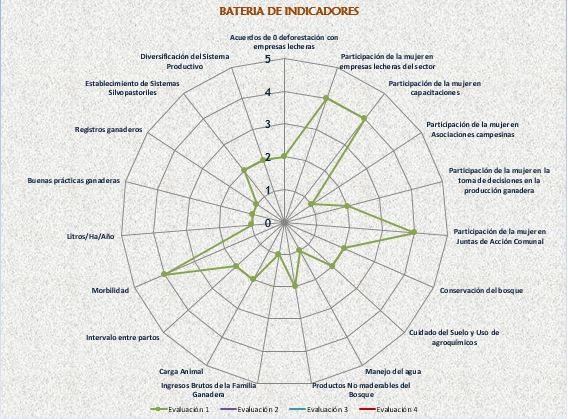 BATERIA DE INDICADORES
Acuerdos de 0 deforestación con
empresas lecheras
Participación de la mujer en
empresas lecheras del sector
Participación de la mujer en
capacitaciones
Participación de la mujer en
Asociaciones campesinas
Participación de la mujer en la
toma de decisiones en la
producción ganadera
Participación de la mujer en
Juntas de Acción Comunal
Conservación del bosque
Cuidado del Suelo y Uso de
agroquímicos
Manejo del agua
Productos No maderables del
Bosque
Ingresos Brutos de la Familia
Ganadera
Carga Animal
Intervalo entre partos
Morbilidad
Litros/Ha/Año
Buenas prácticas ganaderas
Registros ganaderos
Establecimiento de Sistemas
Silvopastoriles
Diversificación del Sistema
Productivo
5
4
3
2
1
0
Evaluación 1 Evaluación 2 Evaluación 3 Evaluación 4